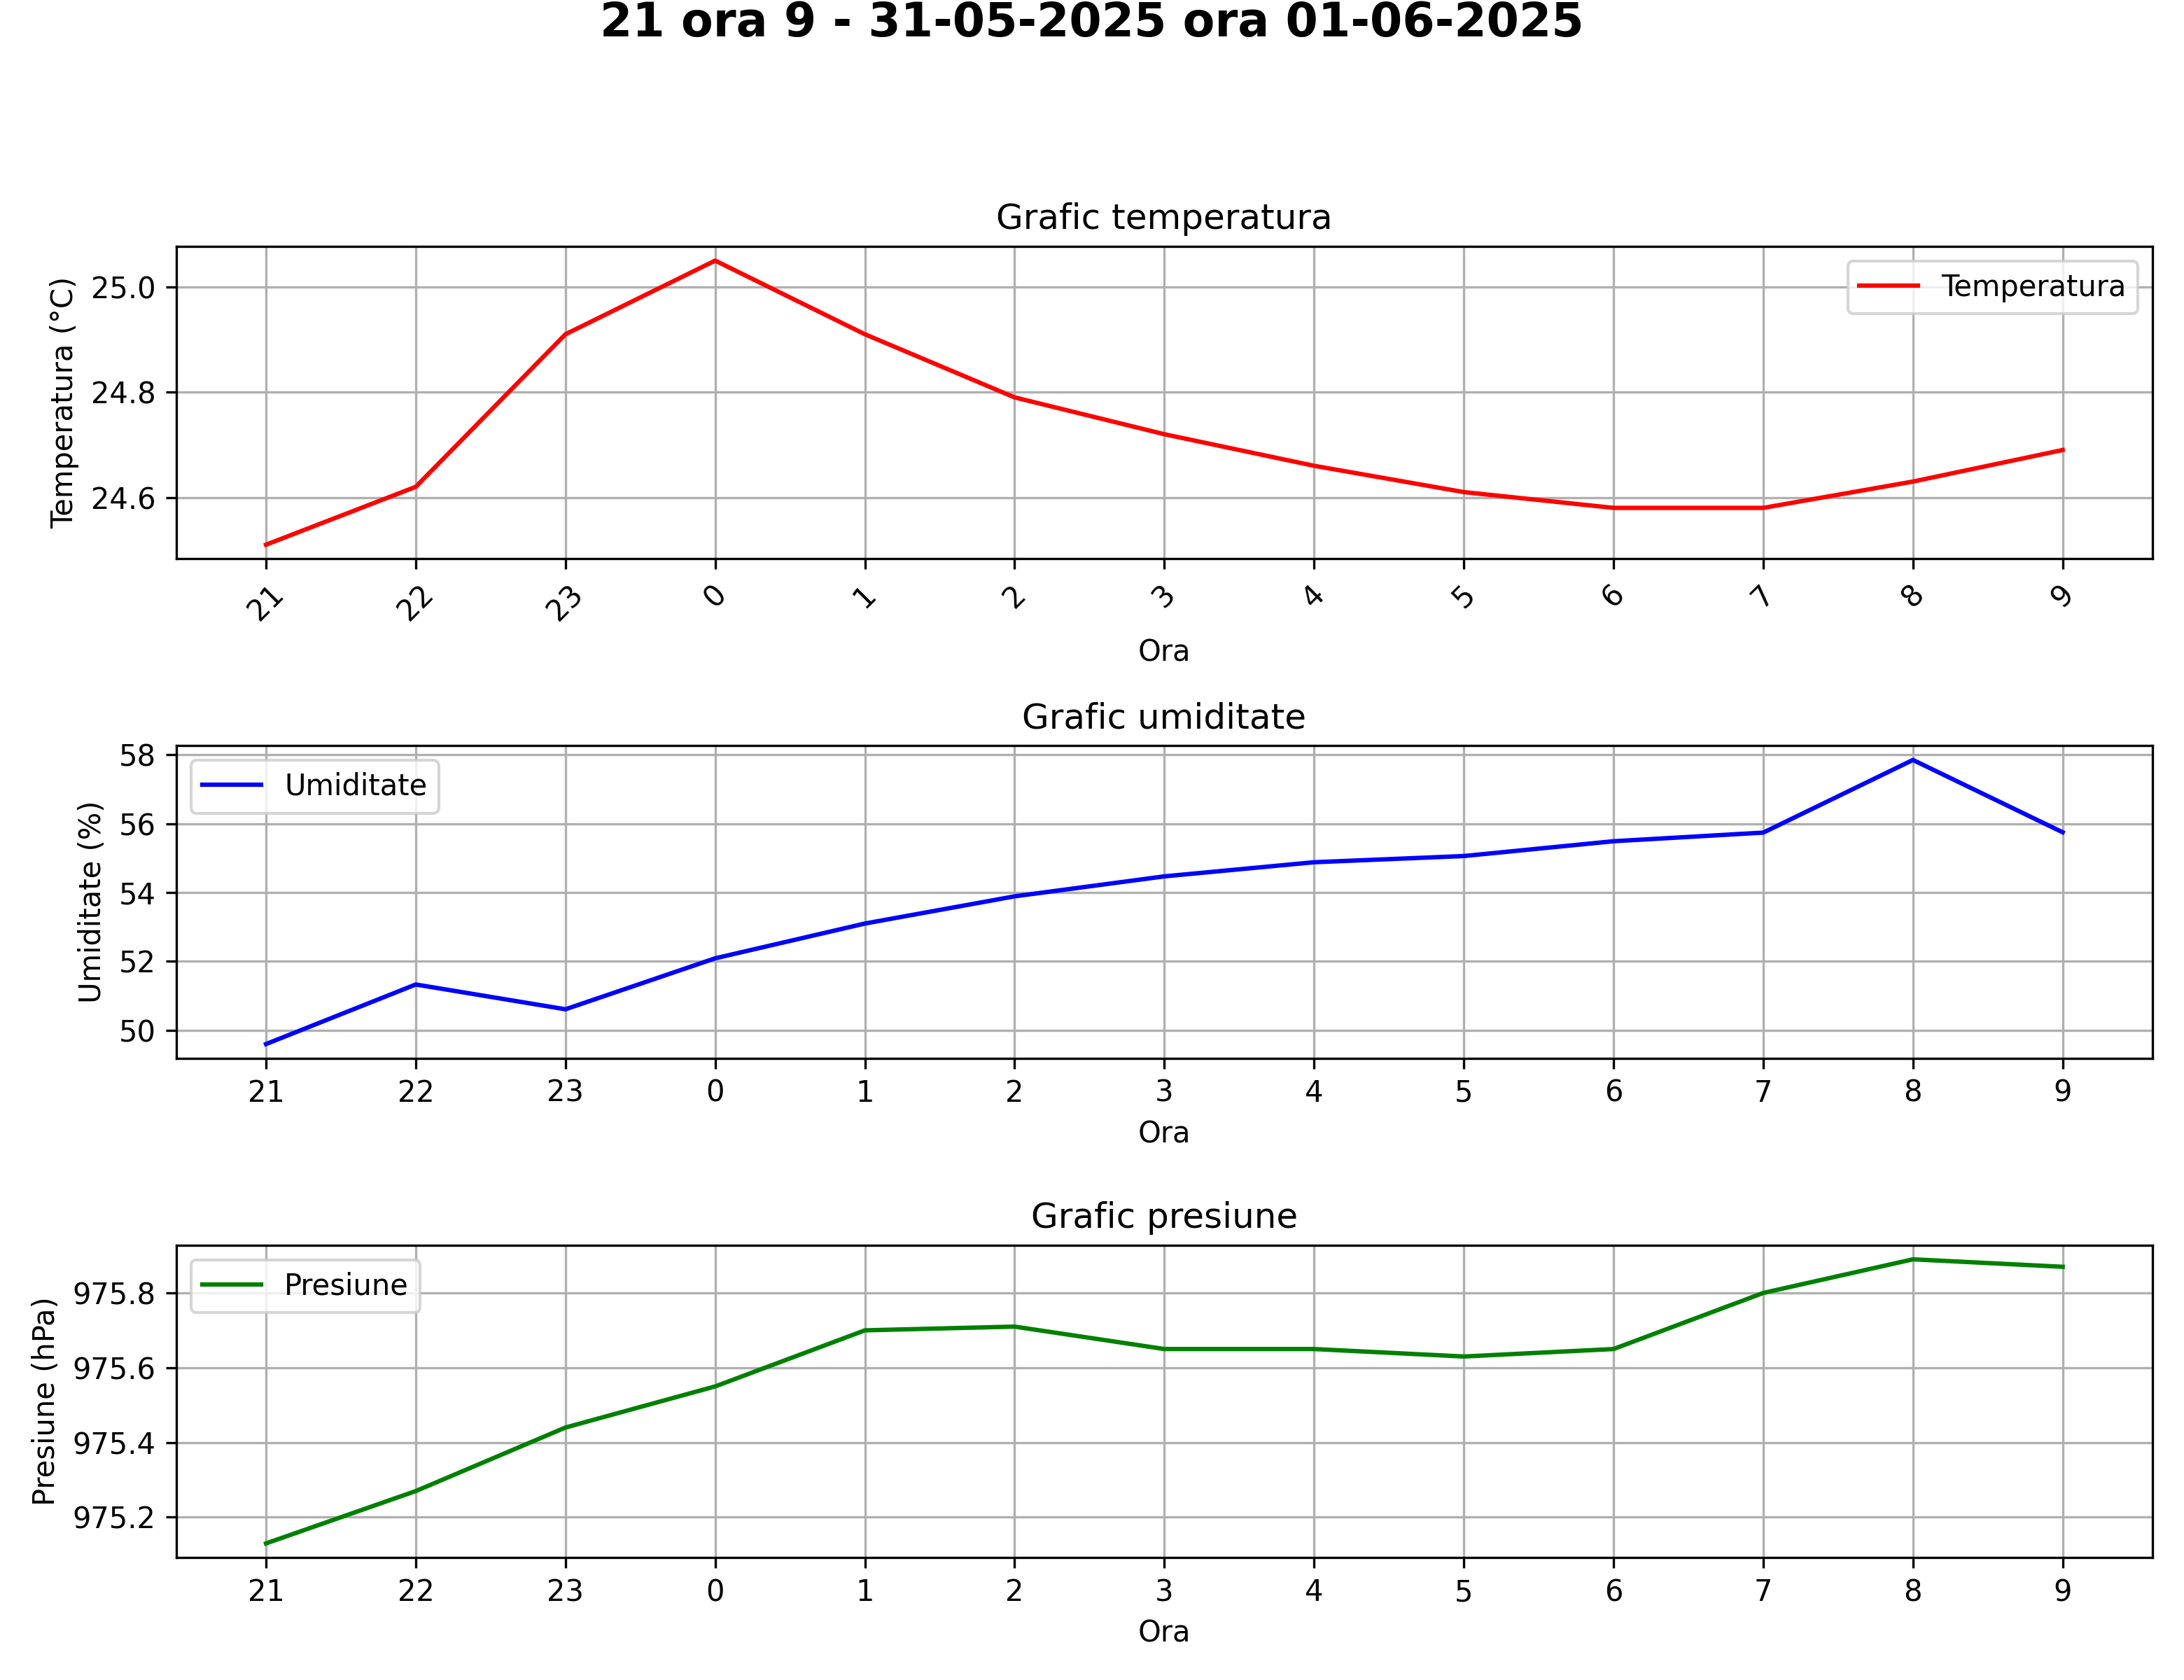 21 ora 9 - 31-05-2025 ora 01-06-2025
Grafic temperatura
Temperatura (°C)
25.0
24.8
24.6
Temperatura
21 22 23 0 1 2 3 4 5 6 7 8 9
Ora
Grafic umiditate
Umiditate (%)
58
56
54
52
50
Umiditate
21 22 23 0 1 2 3 4 5 6 7 8 9
Ora
Grafic presiune
Presiune (hPa)
975.8
975.6
975.4
975.2
Presiune
21 22 23 0 1 2 3 4 5 6 7 8 9
Ora